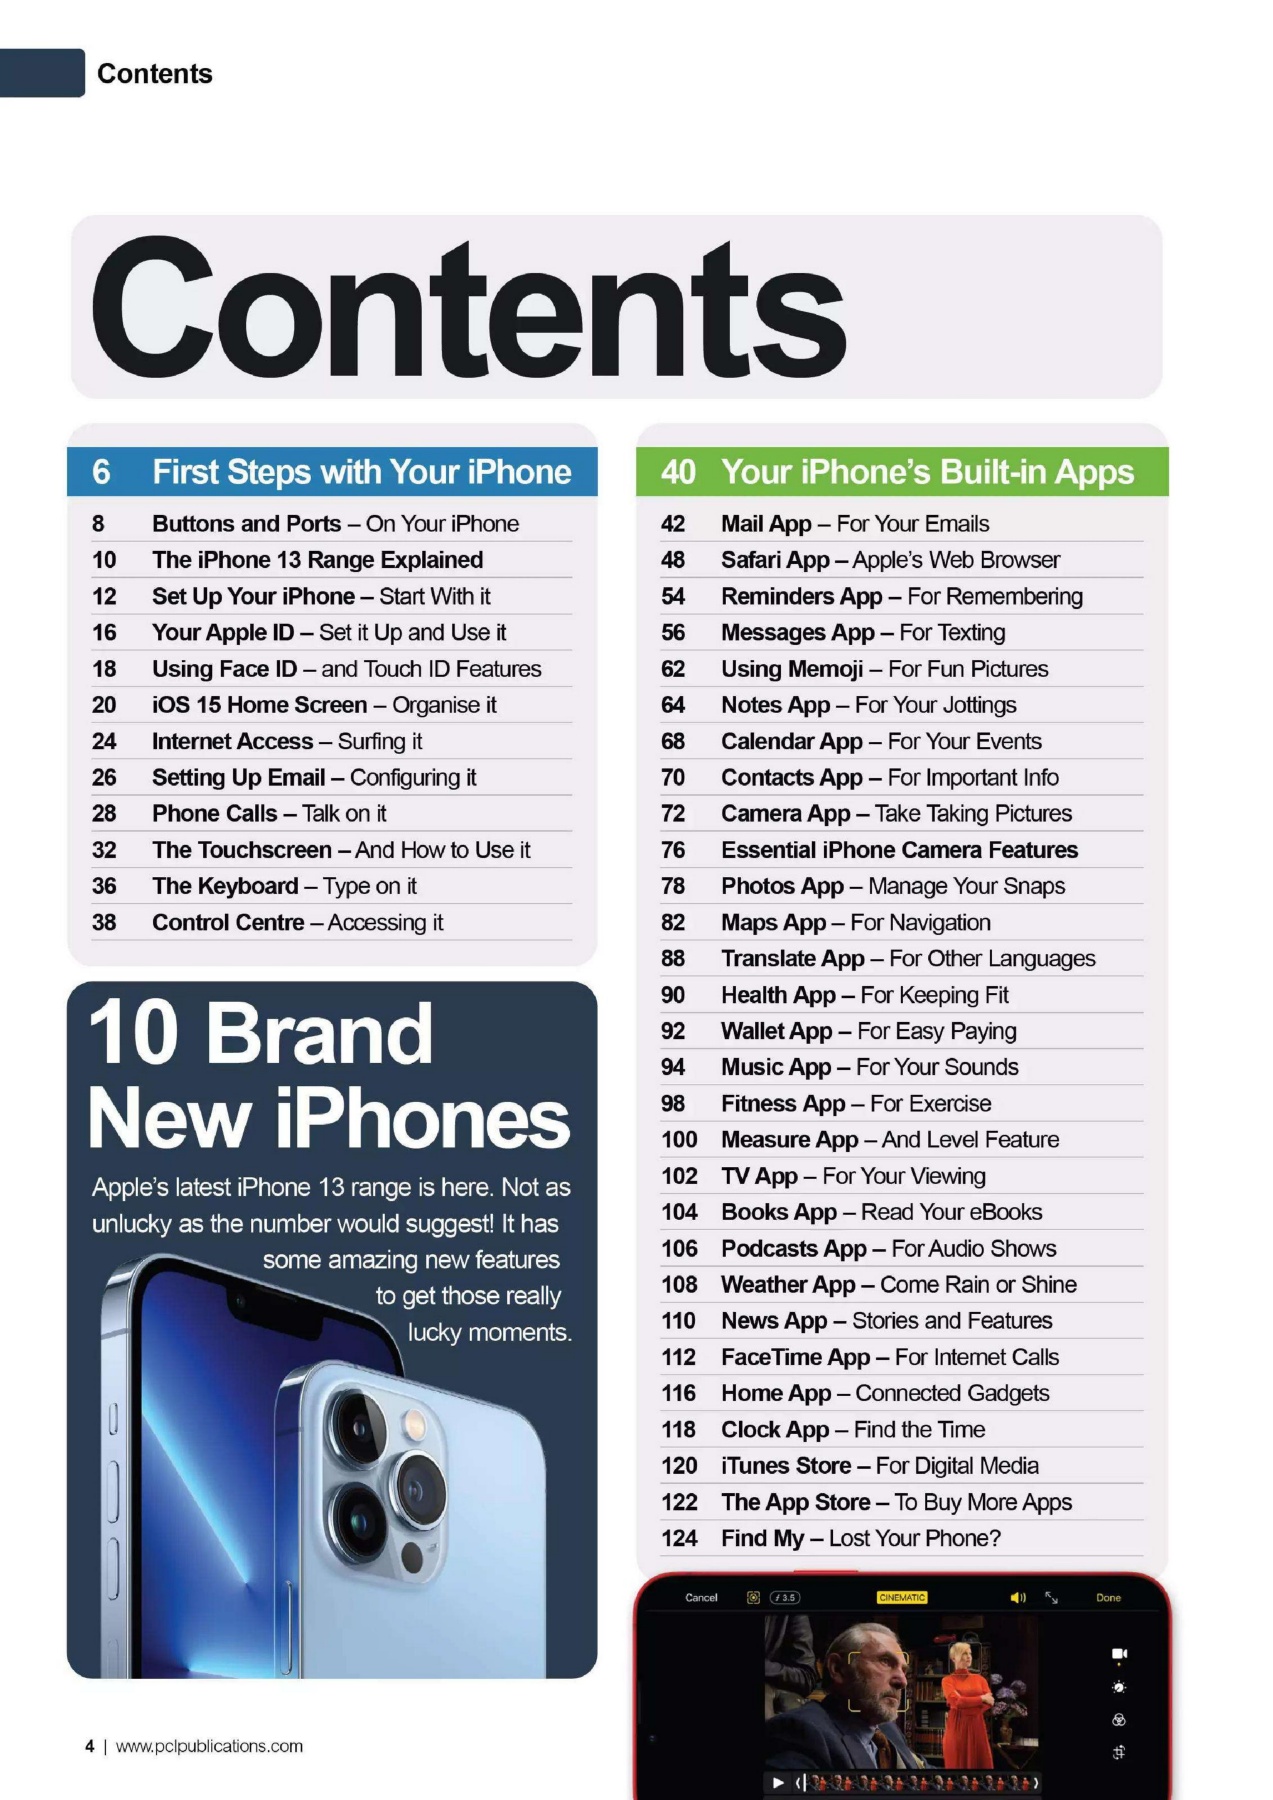 Contents
Contents
6 First Steps with Your iPhone
8 Buttons and Ports – On Your iPhone
10 The iPhone 13 Range Explained
12 Set Up Your iPhone – Start With it
16 Your Apple ID – Set it Up and Use it
18 Using Face ID – and Touch ID Features
20 iOS 15 Home Screen – Organise it
24 Internet Access – Surfing it
26 Setting Up Email – Configuring it
28 Phone Calls – Talk on it
32 The Touchscreen – And How to Use it
36 The Keyboard – Type on it
38 Control Centre – Accessing it
10 Brand
New iPhones
Apple’s latest iPhone 13 range is here. Not as
unlucky as the number would suggest! It has
some amazing new features
to get those really
lucky moments.
40 Your iPhone’s Built-in Apps
42 Mail App – For Your Emails
48 Safari App – Apple’s Web Browser
54 Reminders App – For Remembering
56 Messages App – For Texting
62 Using Memoji – For Fun Pictures
64 Notes App – For Your Jottings
68 Calendar App – For Your Events
70 Contacts App – For Important Info
72 Camera App – Take Taking Pictures
76 Essential iPhone Camera Features
78 Photos App – Manage Your Snaps
82 Maps App – For Navigation
88 Translate App – For Other Languages
90 Health App – For Keeping Fit
92 Wallet App – For Easy Paying
94 Music App – For Your Sounds
98 Fitness App – For Exercise
100 Measure App – And Level Feature
102 TV App – For Your Viewing
104 Books App – Read Your eBooks
106 Podcasts App – For Audio Shows
108 Weather App – Come Rain or Shine
110 News App – Stories and Features
112 FaceTime App – For Internet Calls
116 Home App – Connected Gadgets
118 Clock App – Find the Time
120 iTunes Store – For Digital Media
122 The App Store – To Buy More Apps
124 Find My – Lost Your Phone?
Cancel f 3.5 CINEMATIC Done
4 | www.pclpublications.com